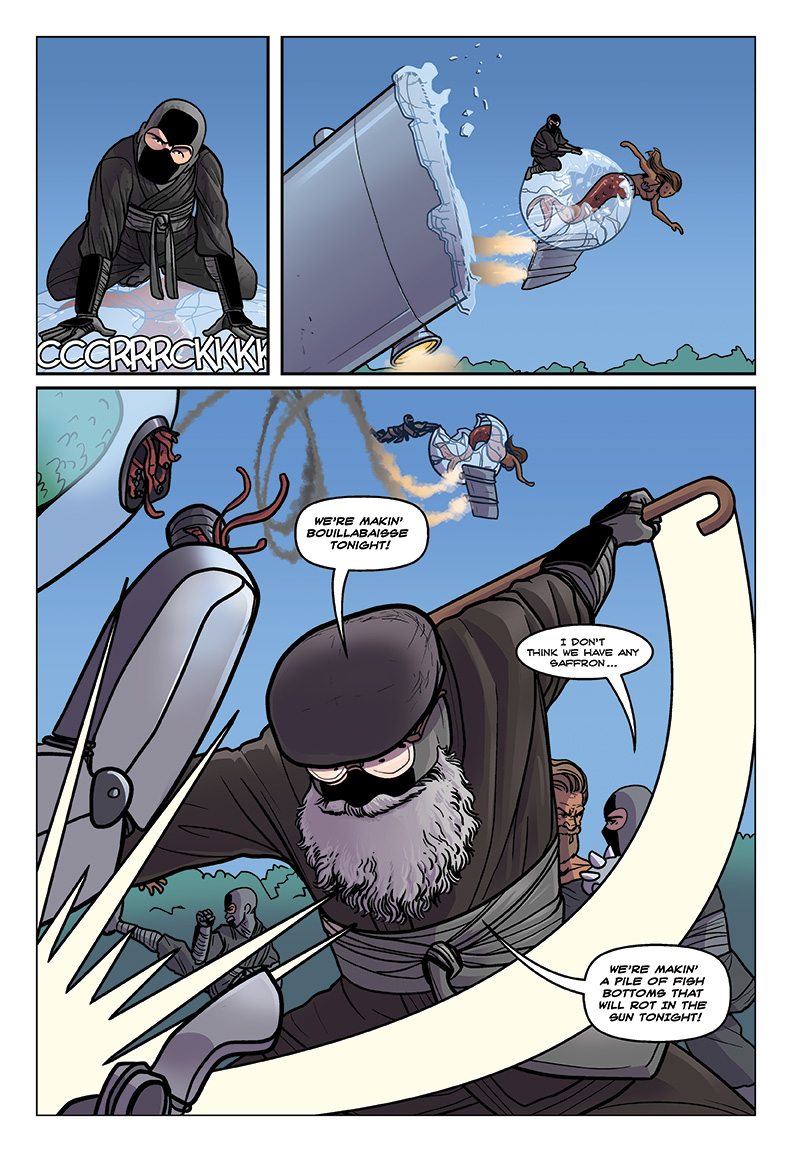 CCCRRRCKKKK
WE'RE MAKIN'
BOUILLABAISSE
TONIGHT!
I DON'T
THINK WE HAVE ANY
SAFFRON...
WE'RE MAKIN'
A PILE OF FISH
BOTTOMS THAT
WILL ROT IN THE
SUN TONIGHT!